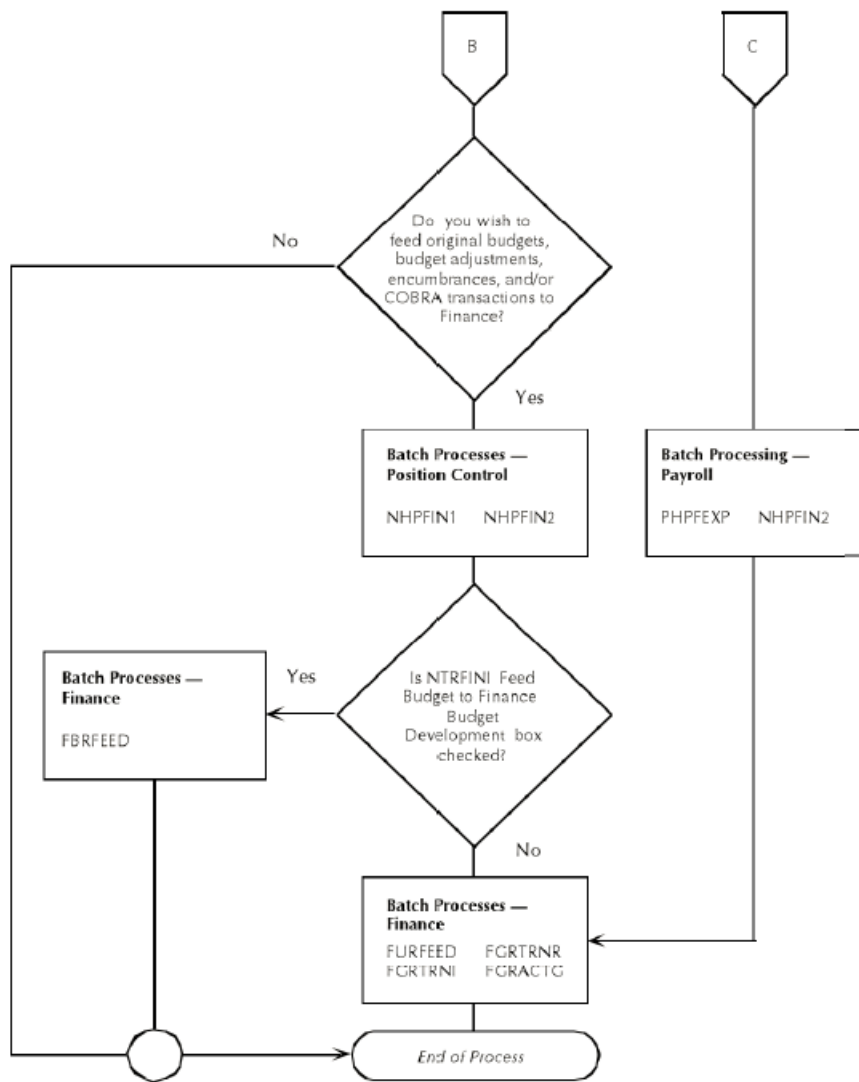 B
C
Do you wish to
feed original budgets,
budget adjustments,
encumbrances, and/or
COBRA transactions to
Finance?
No
Yes
Batch Processes —
Position Control
NHPFIN1 NHPFIN2
Batch Processing —
Payroll
PHPFEXP NHPFIN2
Is NTRFINI Feed
Budget to Finance
Budget
Development box
checked?
Yes
Batch Processes —
Finance
FBRFEED
No
Batch Processes —
Finance
FURFEED FGRTRNR
FGRTRNI FGRACTG
End of Process